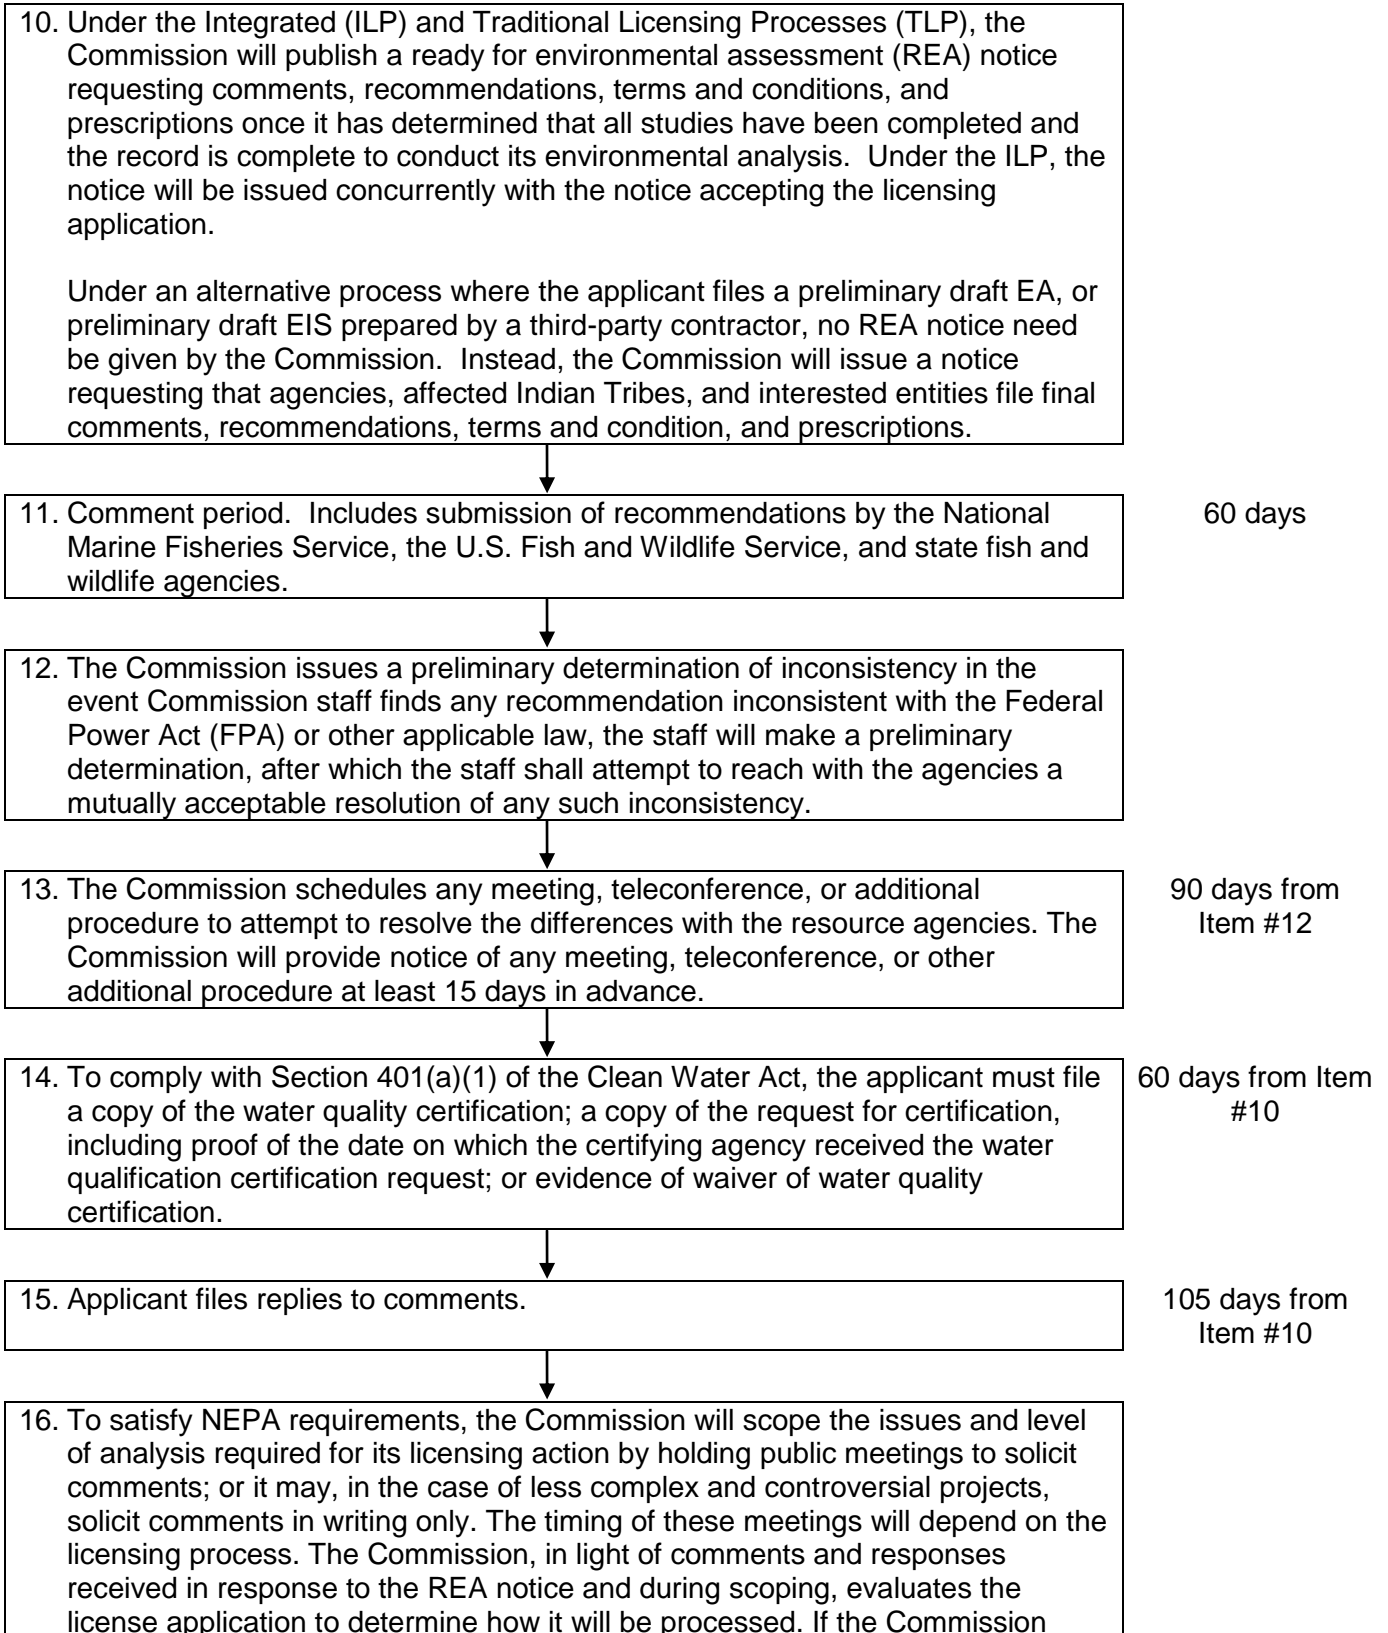 10. Under the Integrated (ILP) and Traditional Licensing Processes (TLP), the
Commission will publish a ready for environmental assessment (REA) notice
requesting comments, recommendations, terms and conditions, and
prescriptions once it has determined that all studies have been completed and
the record is complete to conduct its environmental analysis. Under the ILP, the
notice will be issued concurrently with the notice accepting the licensing
application.
Under an alternative process where the applicant files a preliminary draft EA, or
preliminary draft EIS prepared by a third-party contractor, no REA notice need
be given by the Commission. Instead, the Commission will issue a notice
requesting that agencies, affected Indian Tribes, and interested entities file final
comments, recommendations, terms and condition, and prescriptions.
11. Comment period. Includes submission of recommendations by the National
Marine Fisheries Service, the U.S. Fish and Wildlife Service, and state fish and
wildlife agencies.
60 days
12. The Commission issues a preliminary determination of inconsistency in the
event Commission staff finds any recommendation inconsistent with the Federal
Power Act (FPA) or other applicable law, the staff will make a preliminary
determination, after which the staff shall attempt to reach with the agencies a
mutually acceptable resolution of any such inconsistency.
13. The Commission schedules any meeting, teleconference, or additional
procedure to attempt to resolve the differences with the resource agencies. The
Commission will provide notice of any meeting, teleconference, or other
additional procedure at least 15 days in advance.
90 days from
Item #12
14. To comply with Section 401(a)(1) of the Clean Water Act, the applicant must file
a copy of the water quality certification; a copy of the request for certification,
including proof of the date on which the certifying agency received the water
qualification certification request; or evidence of waiver of water quality
certification.
60 days from Item
#10
15. Applicant files replies to comments.
105 days from
Item #10
16. To satisfy NEPA requirements, the Commission will scope the issues and level
of analysis required for its licensing action by holding public meetings to solicit
comments; or it may, in the case of less complex and controversial projects,
solicit comments in writing only. The timing of these meetings will depend on the
licensing process. The Commission, in light of comments and responses
received in response to the REA notice and during scoping, evaluates the
license application to determine how it will be processed. If the Commission